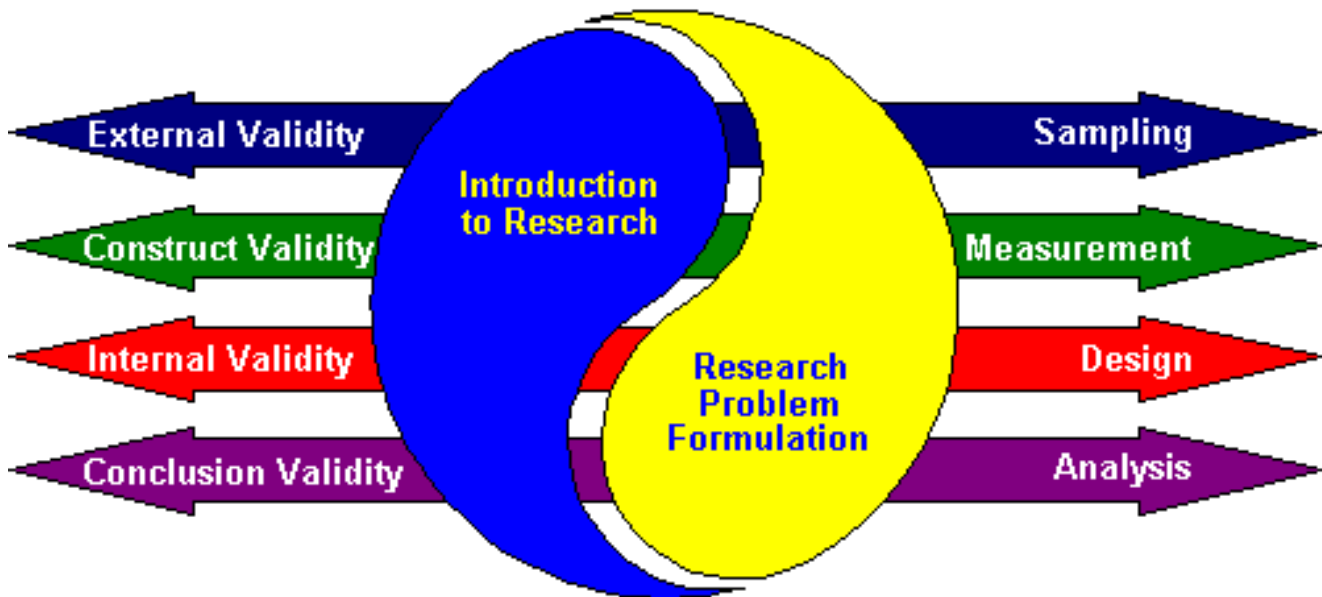 External Validity
Sampling
Introduction
to Research
Construct Validity
Measurement
Internal Validity
Design
Research
Problem
Formulation
Conclusion Validity
Analysis